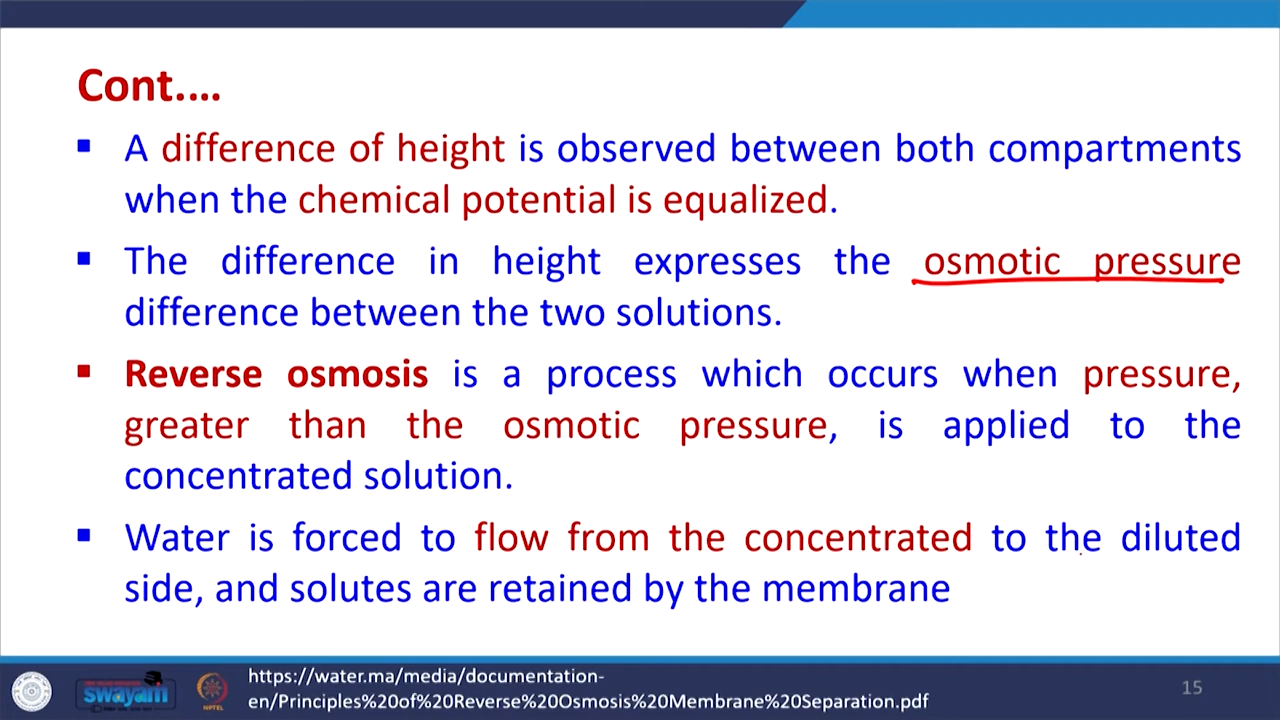 Cont....
▪ A difference of height is observed between both compartments
when the chemical potential is equalized.
▪ The difference in height expresses the osmotic pressure
difference between the two solutions.
▪ Reverse osmosis is a process which occurs when pressure,
greater than the osmotic pressure, is applied to the
concentrated solution.
▪ Water is forced to flow from the concentrated to the diluted
side, and solutes are retained by the membrane
https://water.ma/media/documentation-
en/Principles%20of%20Reverse%20Osmosis%20Membrane%20Separation.pdf
15
swayam
NPTEL